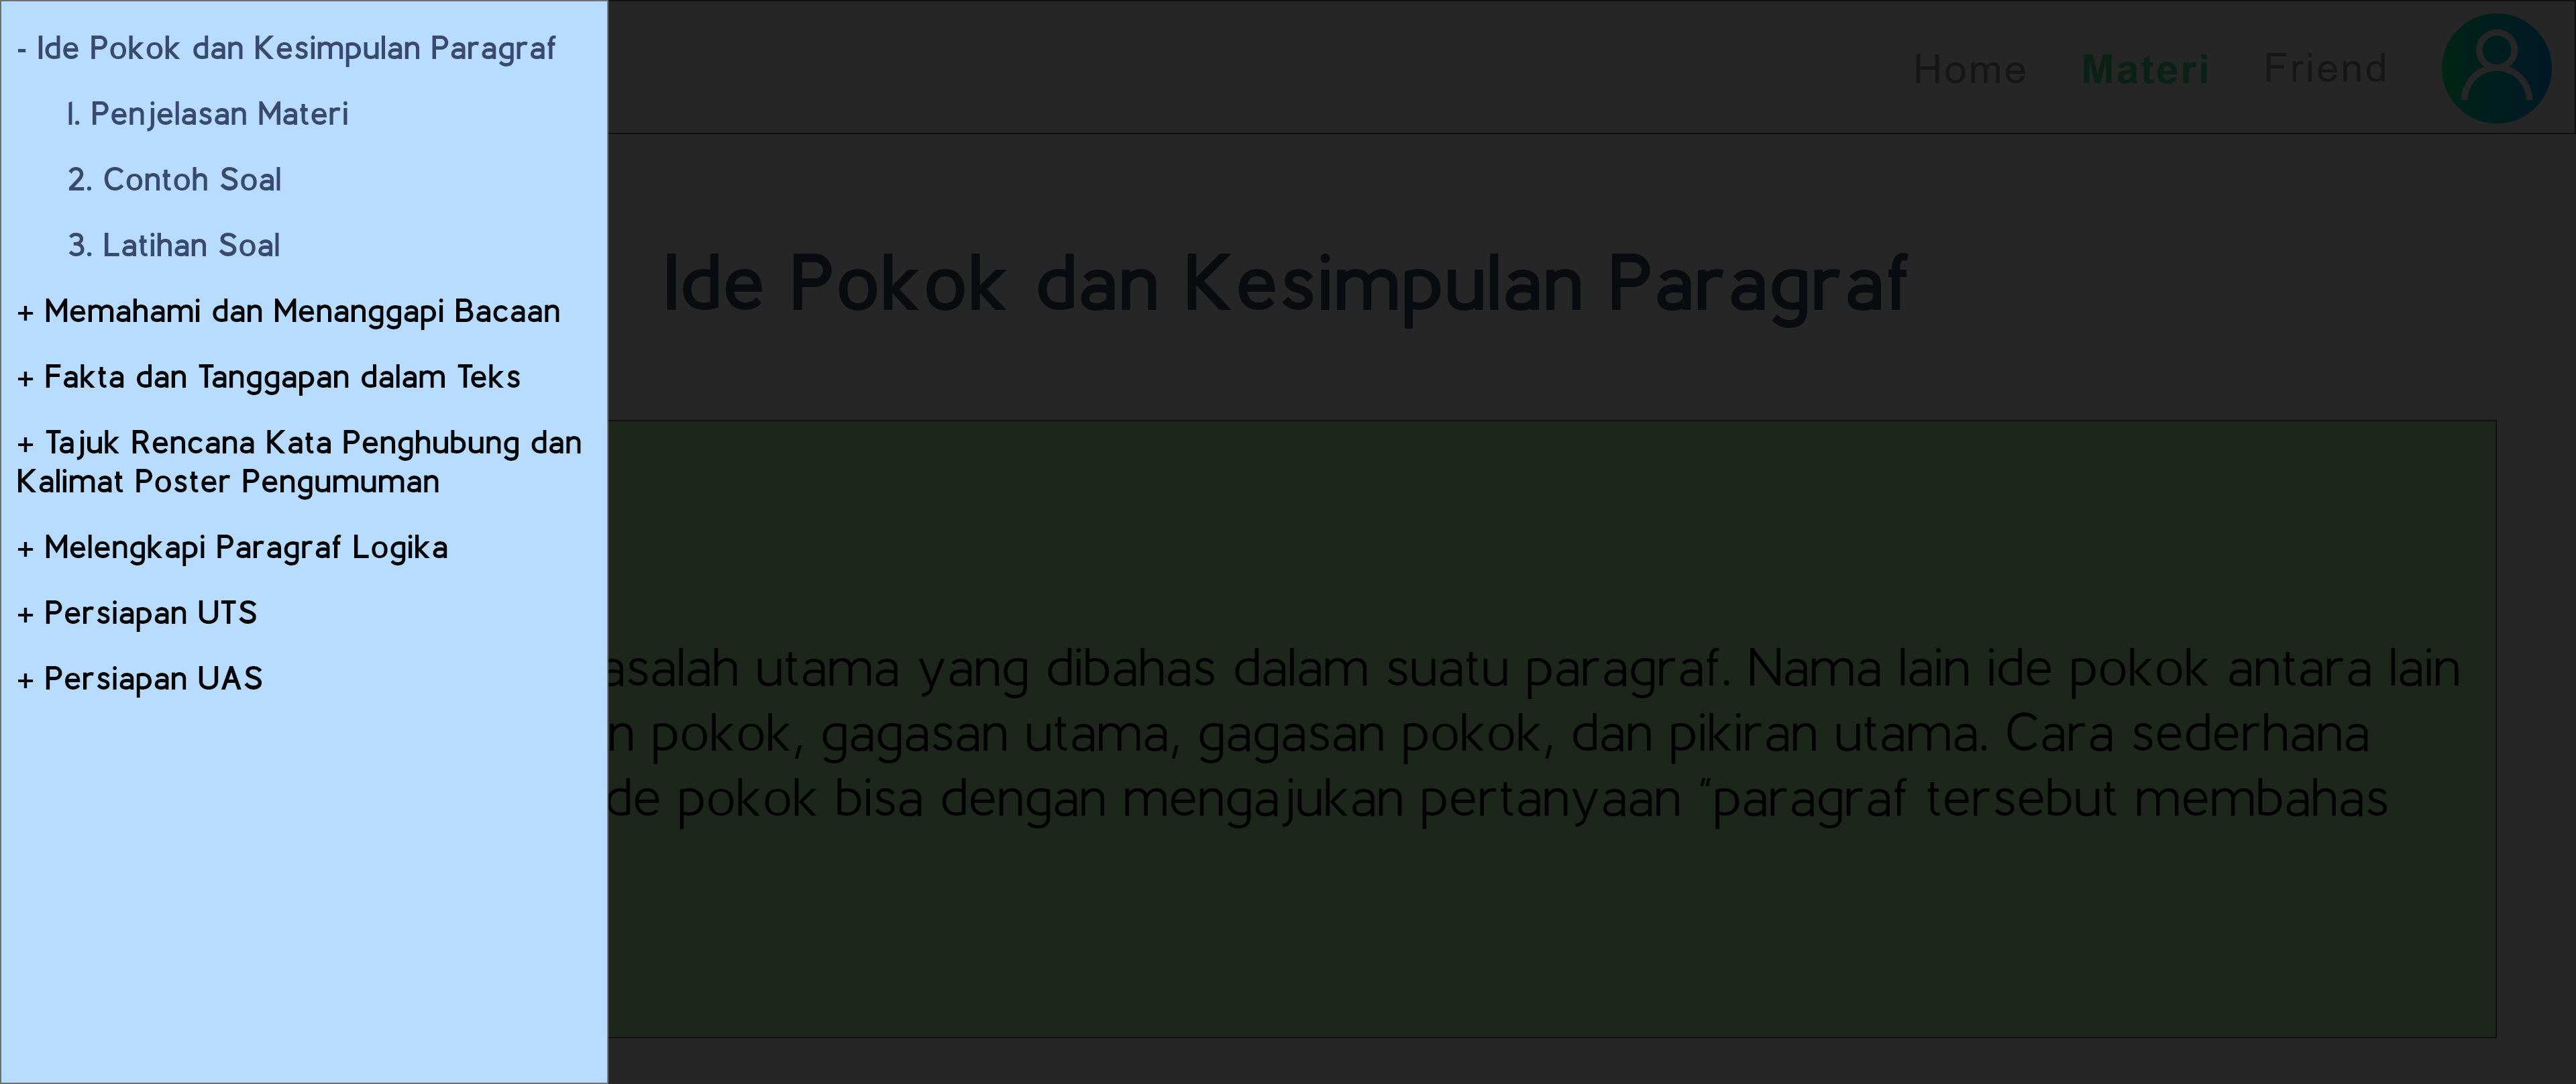 - Ide Pokok dan Kesimpulan Paragraf
1. Penjelasan Materi
2. Contoh Soal
3. Latihan Soal
+ Memahami dan Menanggapi Bacaan
+ Fakta dan Tanggapan dalam Teks
+ Tajuk Rencana Kata Penghubung dan
Kalimat Poster Pengumuman
+ Melengkapi Paragraf Logika
+ Persiapan UTS
+ Persiapan UAS
Home Materi Friend
Ide Pokok dan Kesimpulan Paragraf
asalah utama yang dibahas dalam suatu paragraf. Nama lain ide pokok antara lain
n pokok, gagasan utama, gagasan pokok, dan pikiran utama. Cara sederhana
de pokok bisa dengan mengajukan pertanyaan "paragraf tersebut membahas